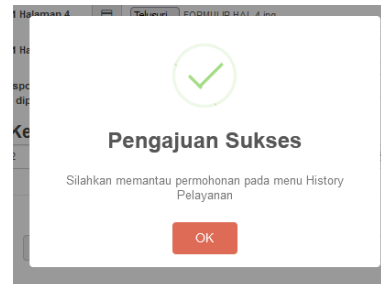 Halaman 4 Telusuri... FORMULIR HAL 4.jpg
Pengajuan Sukses
Silahkan memantau permohonan pada menu History
Pelayanan
OK